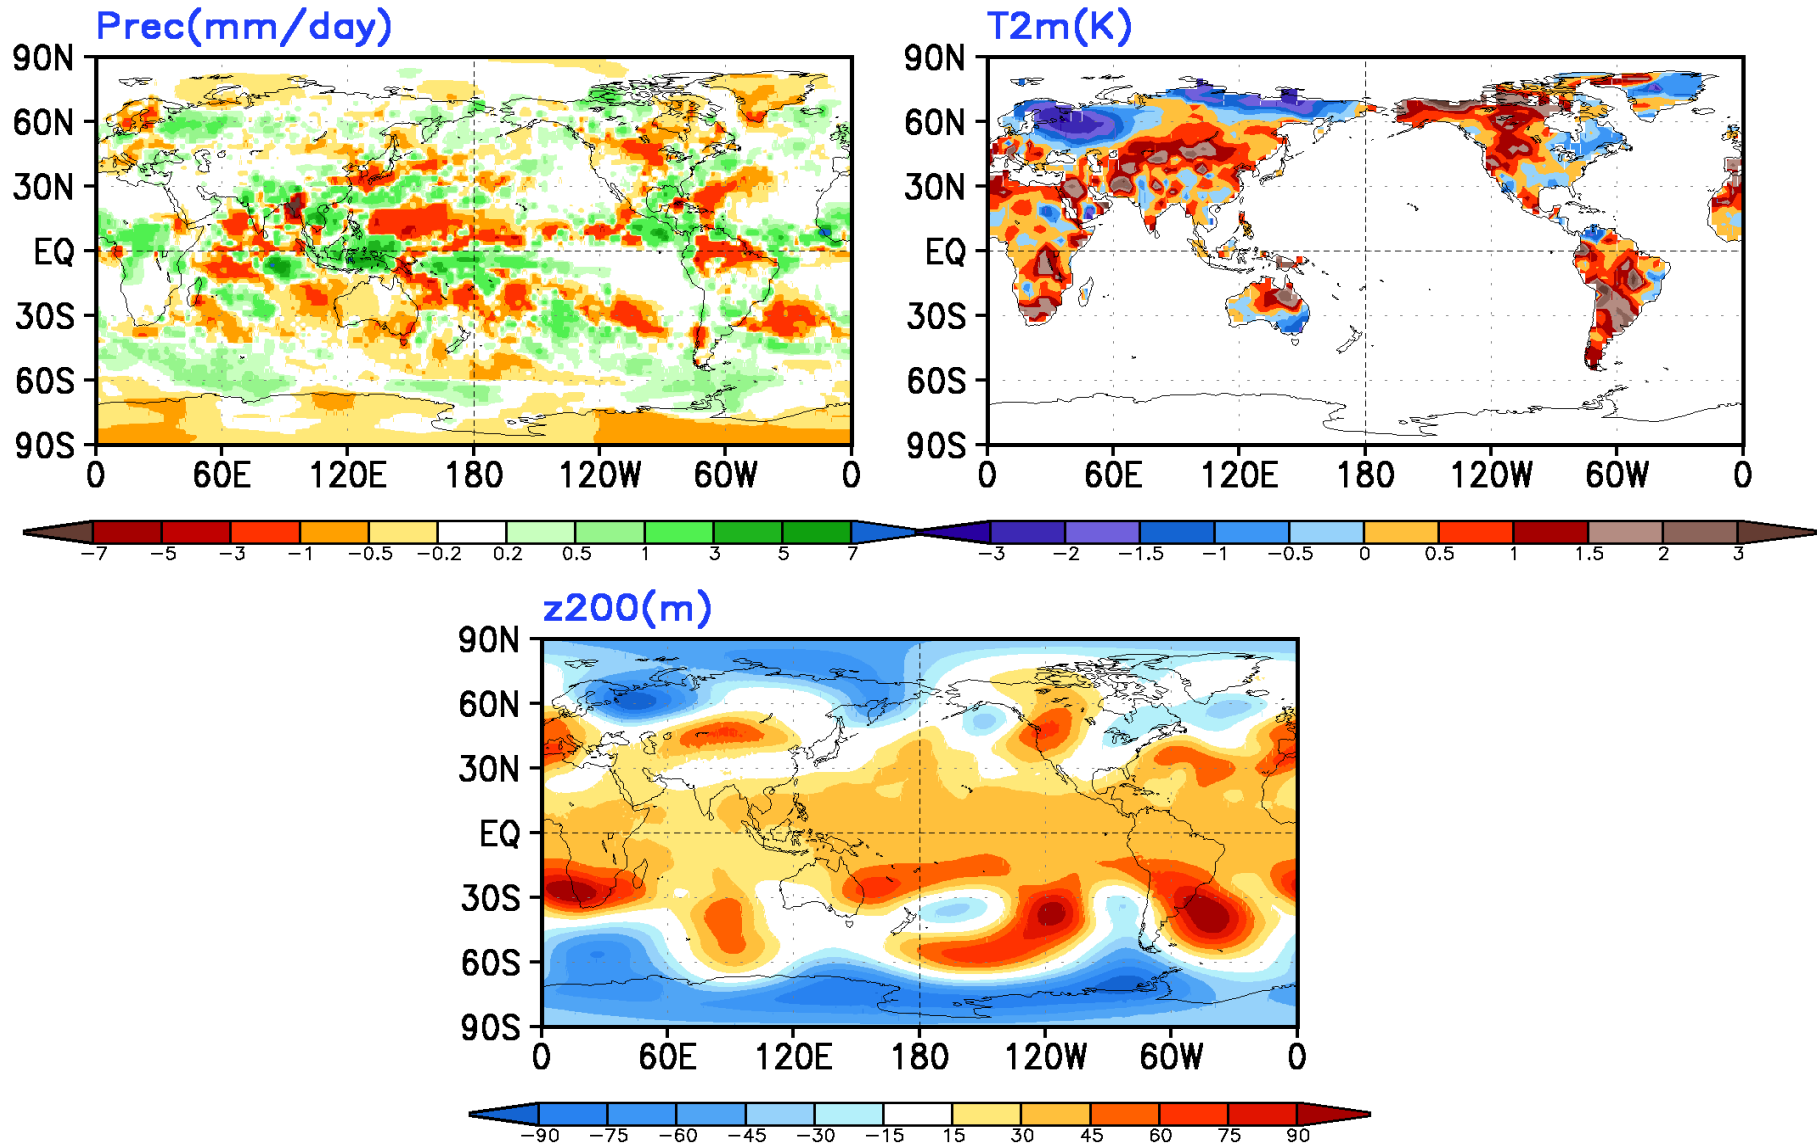 Prec(mm/day)
90N
60N
30N
EQ
30S
60S
90S
0 60E 120E 180 120W 60W 0
-7 -5 -3 -1 -0.5 -0.2 0.2 0.5 1 3 5 7
T2m(K)
90N
60N
30N
EQ
30S
60S
90S
0 60E 120E 180 120W 60W 0
-3 -2 -1.5 -1 -0.5 0 0.5 1 1.5 2 3
z200(m)
90N
60N
30N
EQ
30S
60S
90S
0 60E 120E 180 120W 60W 0
-90 -75 -60 -45 -30 -15 15 30 45 60 75 90